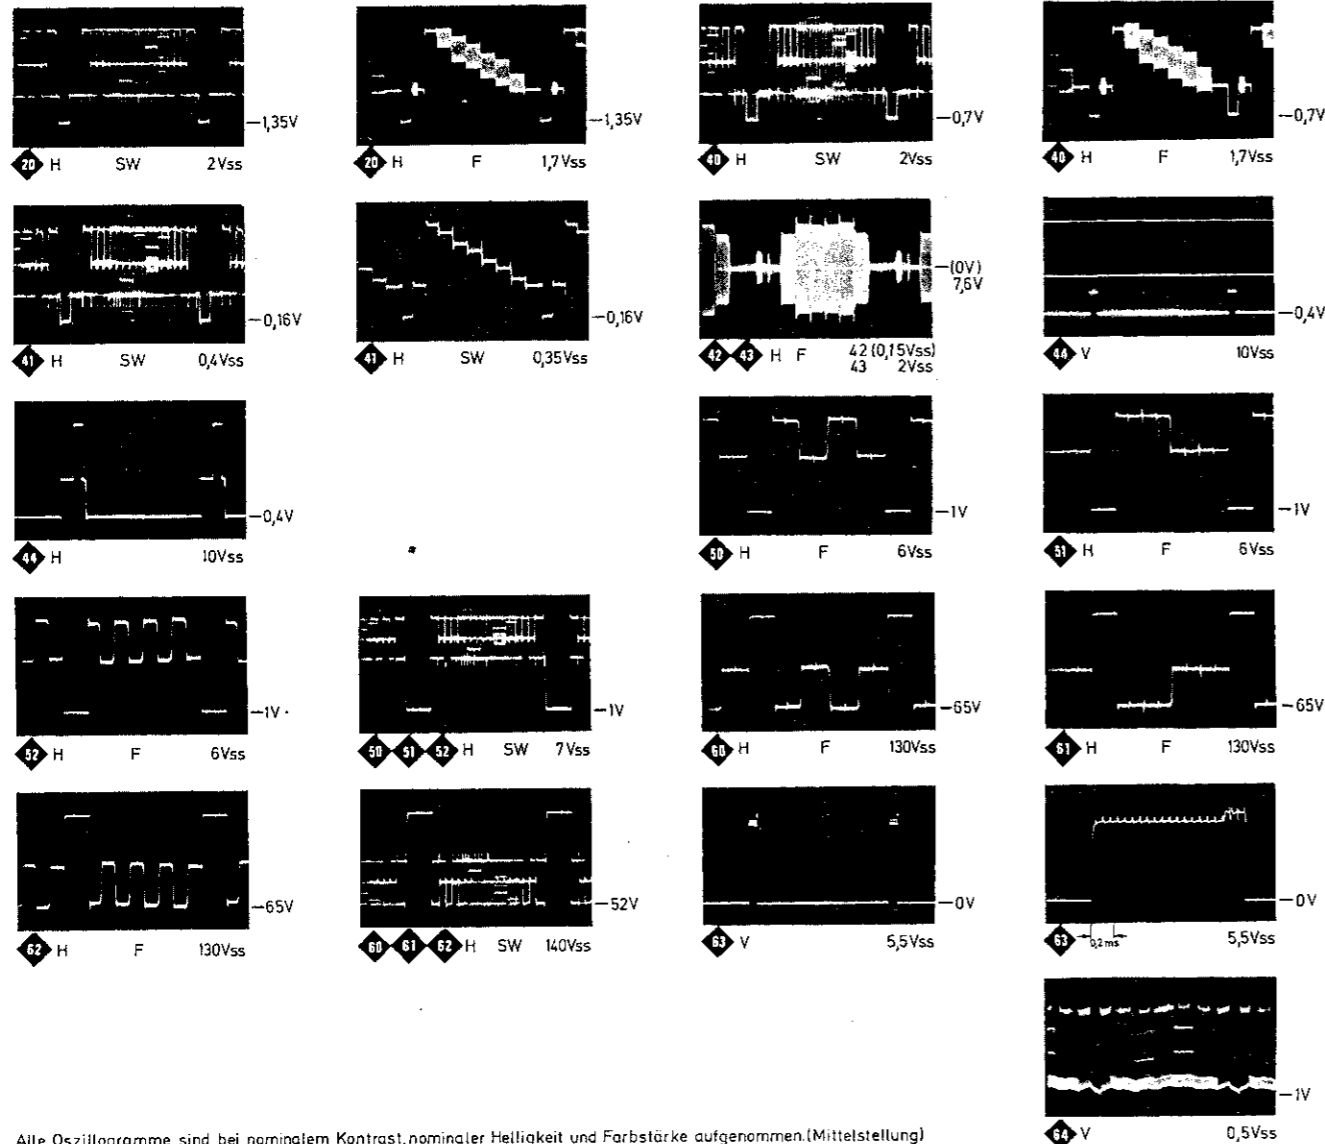 -1,35V -1,35V -0,7V -0,7V
20 H SW 2Vss 20 H F 1,7Vss 40 H SW 2Vss 40 H F 1,7Vss
-0,16V -0,16V -(0V) 7,6V -0,4V
41 H SW 0,4Vss 41 H SW 0,35Vss 42 43 H F 42 (0,15Vss) 44 V 10Vss
43 2Vss
-0,4V -1V -1V
44 H 10Vss 50 H F 6Vss 51 H F 6Vss
-1V -1V -65V -65V
52 H F 6Vss 50 51 52 H SW 7Vss 60 H F 130Vss 61 H F 130Vss
-65V -52V -0V -0V
62 H F 130Vss 60 61 62 H SW 140Vss 63 V 5,5Vss 63 0,2ms 5,5Vss
-1V
64 V 0,5Vss
Alle Oszillogramme sind bei nominalem Kontrast, nominaler Helligkeit und Farbstärke aufgenommen.(Mittelstellung)